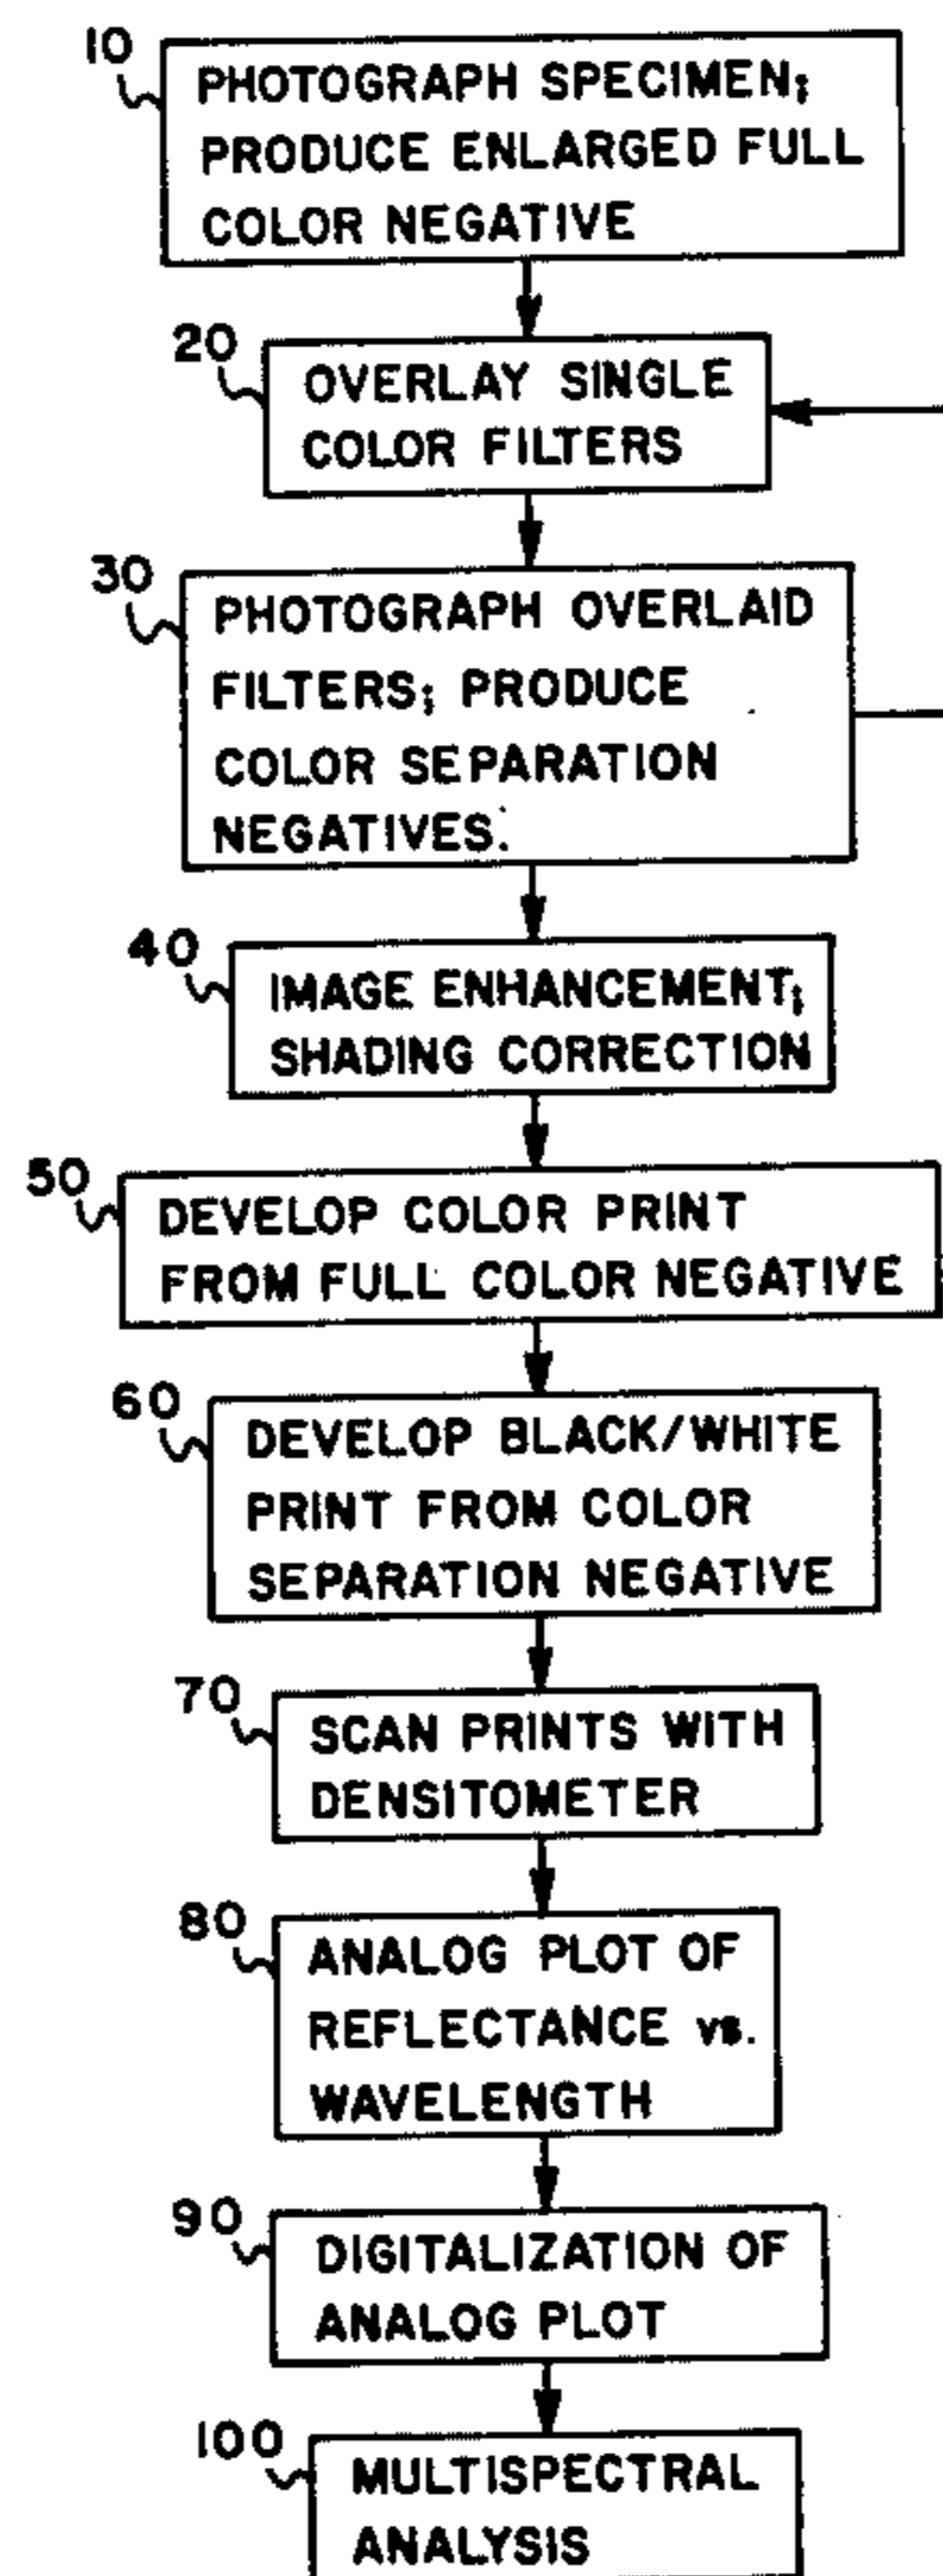 10
PHOTOGRAPH SPECIMEN;
PRODUCE ENLARGED FULL
COLOR NEGATIVE
20
OVERLAY SINGLE
COLOR FILTERS
30
PHOTOGRAPH OVERLAID
FILTERS; PRODUCE
COLOR SEPARATION
NEGATIVES.
40
IMAGE ENHANCEMENT;
SHADING CORRECTION
50
DEVELOP COLOR PRINT
FROM FULL COLOR NEGATIVE
60
DEVELOP BLACK/WHITE
PRINT FROM COLOR
SEPARATION NEGATIVE
70
SCAN PRINTS WITH
DENSITOMETER
80
ANALOG PLOT OF
REFLECTANCE vs.
WAVELENGTH
90
DIGITALIZATION OF
ANALOG PLOT
100
MULTISPECTRAL
ANALYSIS